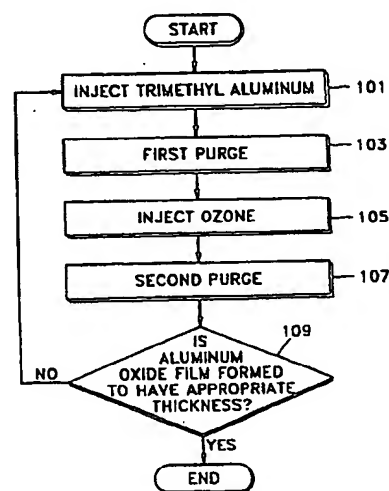 START
INJECT TRIMETHYL ALUMINUM
101
FIRST PURGE
103
INJECT OZONE
105
SECOND PURGE
107
109
IS
ALUMINUM
OXIDE FILM FORMED
TO HAVE APPROPRIATE
THICKNESS?
NO
YES
END